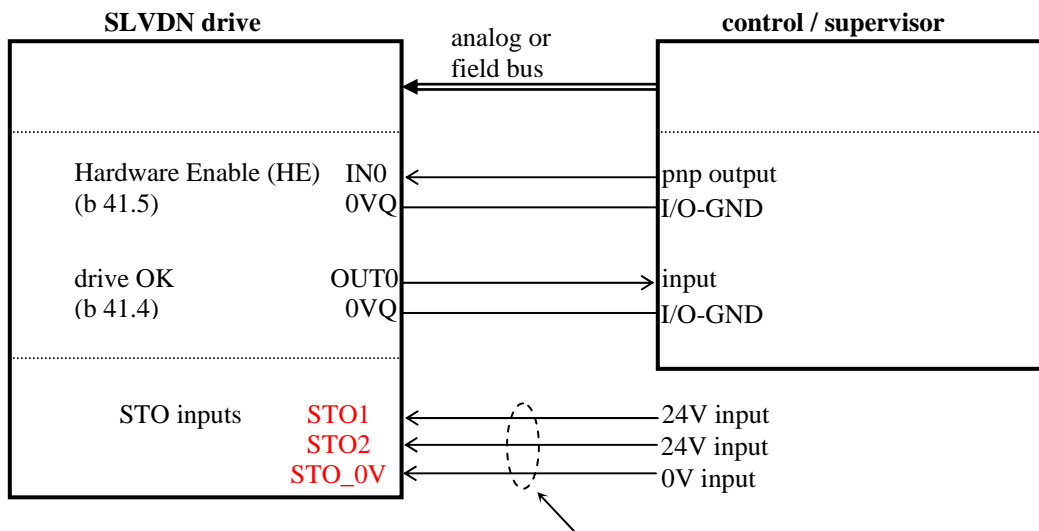 SLVDN drive
control / supervisor
analog or
field bus
Hardware Enable (HE) IN0
pnp output
(b 41.5) 0VQ
I/O-GND
drive OK OUT0
input
(b 41.4) 0VQ
I/O-GND
STO inputs STO1
24V input
STO2
24V input
STO_0V
0V input